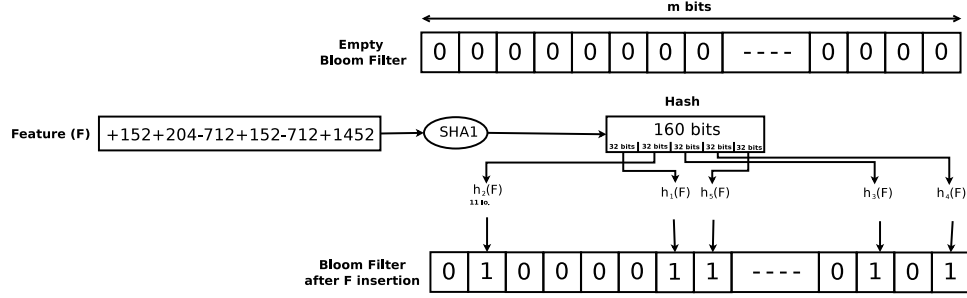 m bits
Empty
Bloom Filter
0 0 0 0 0 0 0 0 ---- 0 0 0 0
Hash
Feature (F)
+152+204-712+152-712+1452
SHA1
160 bits
32 bits 32 bits 32 bits 32 bits 32 bits
h₂(F) h₁(F) h₅(F) h₃(F) h₄(F)
Bloom Filter
after F insertion
0 1 0 0 0 0 1 1 ---- 0 1 0 1